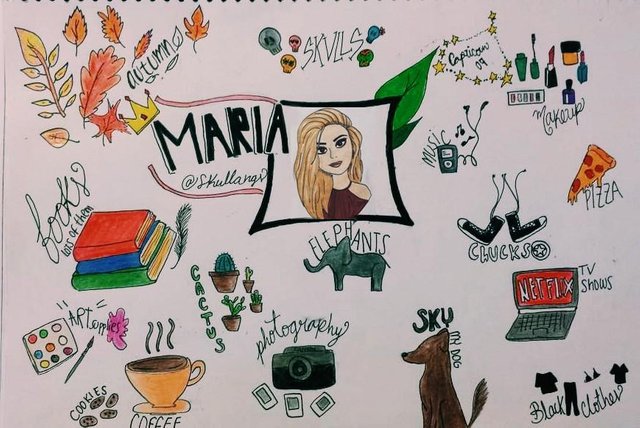 autumn
SKULLS
Capricorn
09
Makeup
MARIA
@Skullangi
music
PIZZA
books
lots of them
ELEPHANTS
CHUCKS
CACTUS
NETFLIX
TV
Shows
ART supplies
photography
SKY
MY DOG
COOKIES
COFFEE
Black clothes